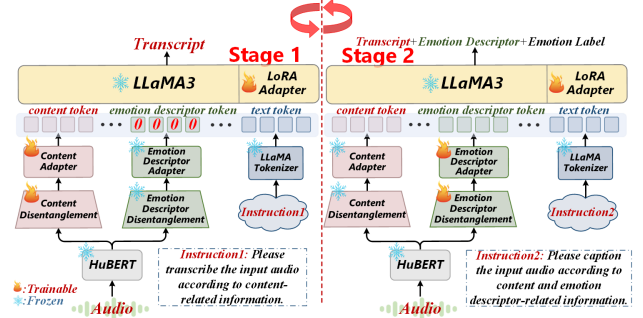 Transcript
Stage 1
LLaMA3
LoRA
Adapter
content token
emotion descriptor token
text token
0 0 0 0
Content
Adapter
Emotion
Descriptor
Adapter
LLaMA
Tokenizer
Content
Disentanglement
Emotion
Descriptor
Disentanglement
Instruction1
HuBERT
Instruction1: Please
transcribe the input audio
according to content-
related information.
:Trainable
:Frozen
Audio
Transcript+Emotion Descriptor+Emotion Label
Stage 2
LLaMA3
LoRA
Adapter
content token
emotion descriptor token
text token
Content
Adapter
Emotion
Descriptor
Adapter
LLaMA
Tokenizer
Content
Disentanglement
Emotion
Descriptor
Disentanglement
Instruction2
HuBERT
Instruction2: Please caption
the input audio according to
content and emotion
descriptor-related information.
Audio